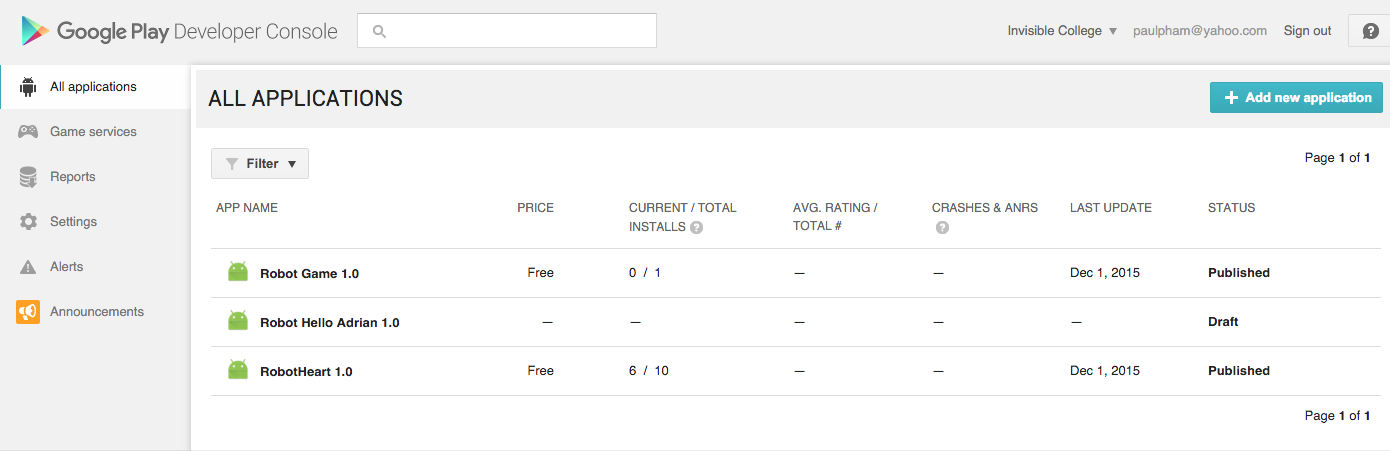 Google Play Developer Console
Invisible College ▼ paulpham@yahoo.com Sign out ?
All applications
Game services
Reports
Settings
Alerts
Announcements
ALL APPLICATIONS
+ Add new application
Filter ▼
Page 1 of 1
APP NAME PRICE CURRENT / TOTAL AVG. RATING / CRASHES & ANRS LAST UPDATE STATUS
INSTALLS ? TOTAL # ?
Robot Game 1.0 Free 0 / 1 — — Dec 1, 2015 Published
Robot Hello Adrian 1.0 — — — — — Draft
RobotHeart 1.0 Free 6 / 10 — — Dec 1, 2015 Published
Page 1 of 1